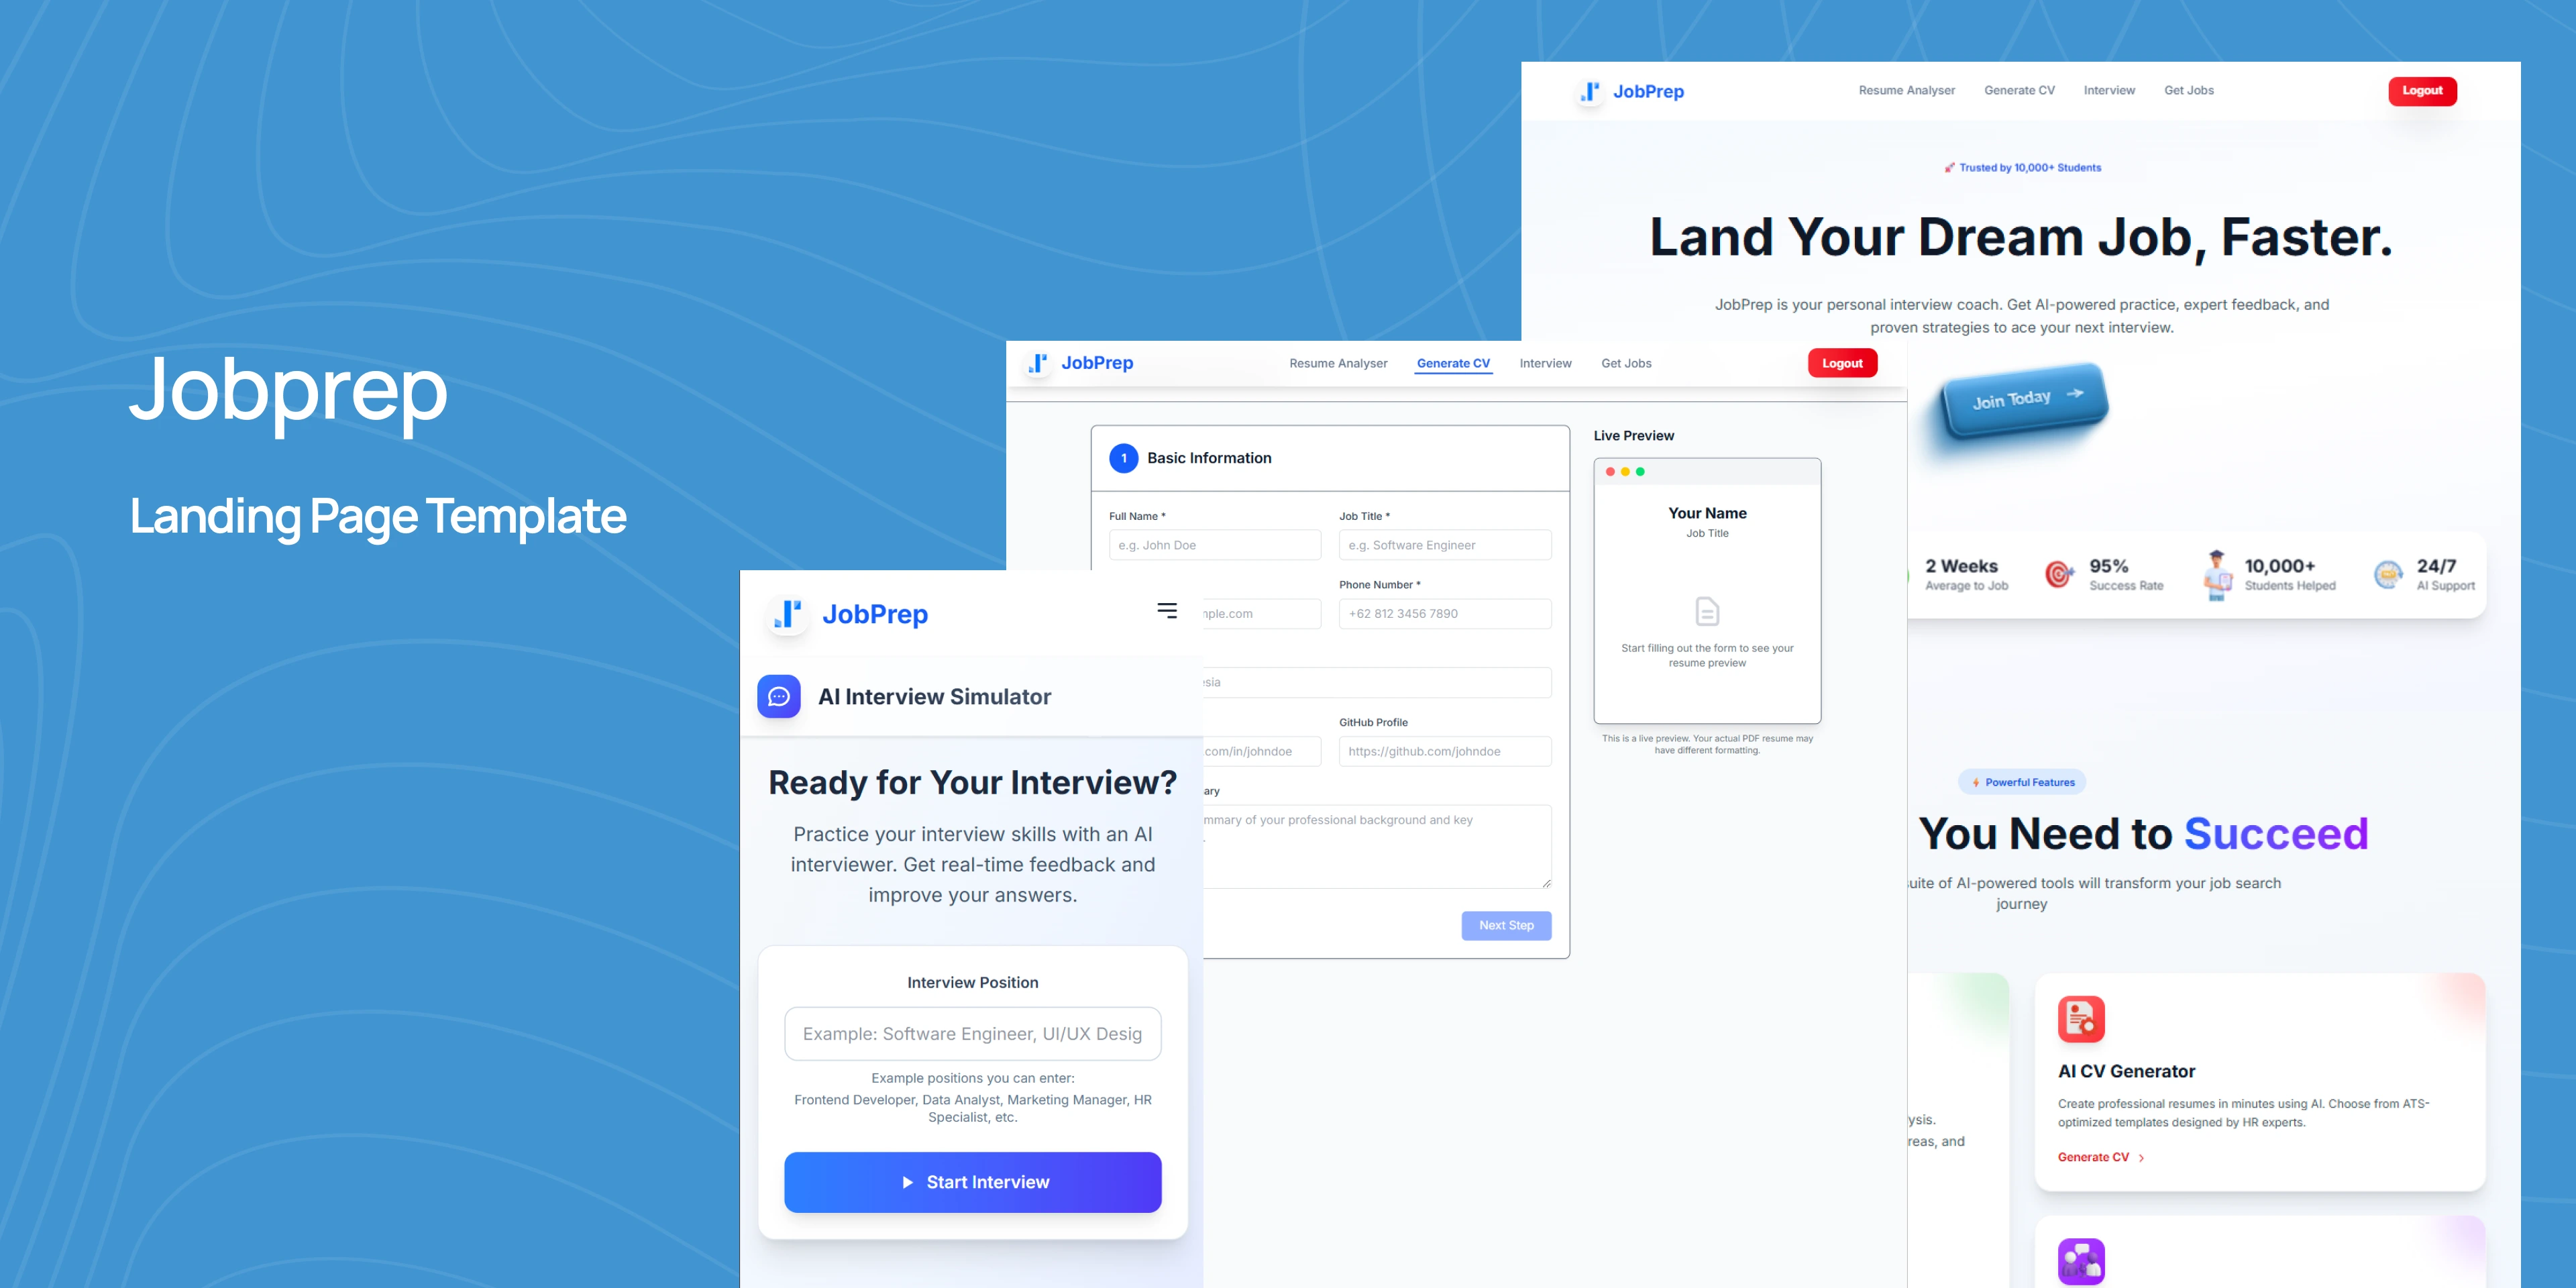 Jobprep
Landing Page Template
JobPrep
Resume Analyser Generate CV Interview Get Jobs
Logout
Trusted by 10,000+ Students
Land Your Dream Job, Faster.
JobPrep is your personal interview coach. Get AI-powered practice, expert feedback, and
proven strategies to ace your next interview.
Join Today
2 Weeks
Average to Job
95%
Success Rate
10,000+
Students Helped
24/7
AI Support
Powerful Features
You Need to Succeed
of AI-powered tools will transform your job search
journey
AI CV Generator
Create professional resumes in minutes using AI. Choose from ATS-
optimized templates designed by HR experts.
Generate CV
and
JobPrep
Resume Analyser Generate CV Interview Get Jobs
Logout
1 Basic Information
Full Name *
e.g. John Doe
Job Title *
e.g. Software Engineer
Phone Number *
+62 812 3456 7890
GitHub Profile
.com/in/johndoe
https://github.com/johndoe
of your professional background and key
Next Step
Live Preview
Your Name
Job Title
Start filling out the form to see your
resume preview
This is a live preview. Your actual PDF resume may
have different formatting.
JobPrep
AI Interview Simulator
Ready for Your Interview?
Practice your interview skills with an AI
interviewer. Get real-time feedback and
improve your answers.
Interview Position
Example: Software Engineer, UI/UX Desig
Example positions you can enter:
Frontend Developer, Data Analyst, Marketing Manager, HR
Specialist, etc.
Start Interview